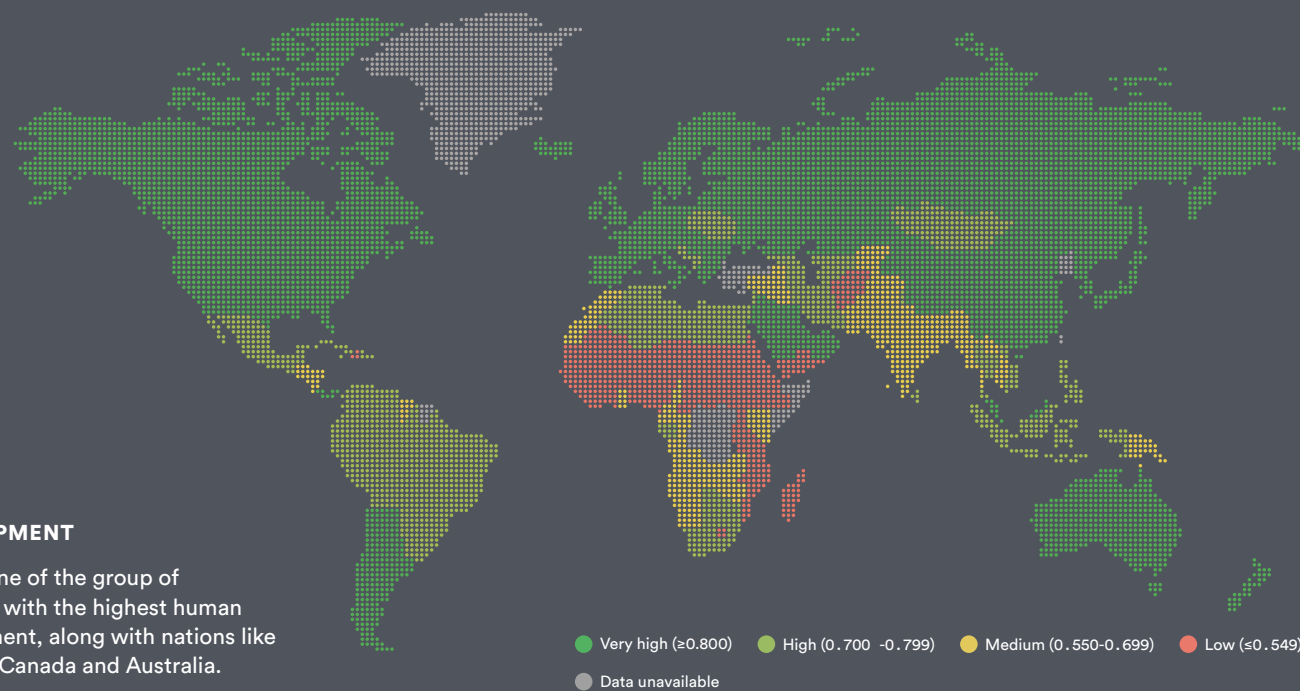 PMENT
ne of the group of
with the highest human
nent, along with nations like
Canada and Australia.
Very high (≥0.800)
High (0.700 -0.799)
Medium (0.550-0.699)
Low (≤0.549)
Data unavailable